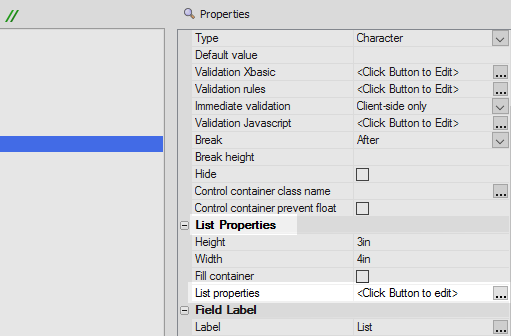 //
Properties
Type Character
Default value
Validation Xbasic <Click Button to Edit> ...
Validation rules <Click Button to Edit> ...
Immediate validation Client-side only
Validation Javascript <Click Button to Edit> ...
Break After
Break height
Hide
Control container class name ...
Control container prevent float
List Properties
Height 3in
Width 4in
Fill container
List properties <Click Button to edit> ...
Field Label
Label List ...